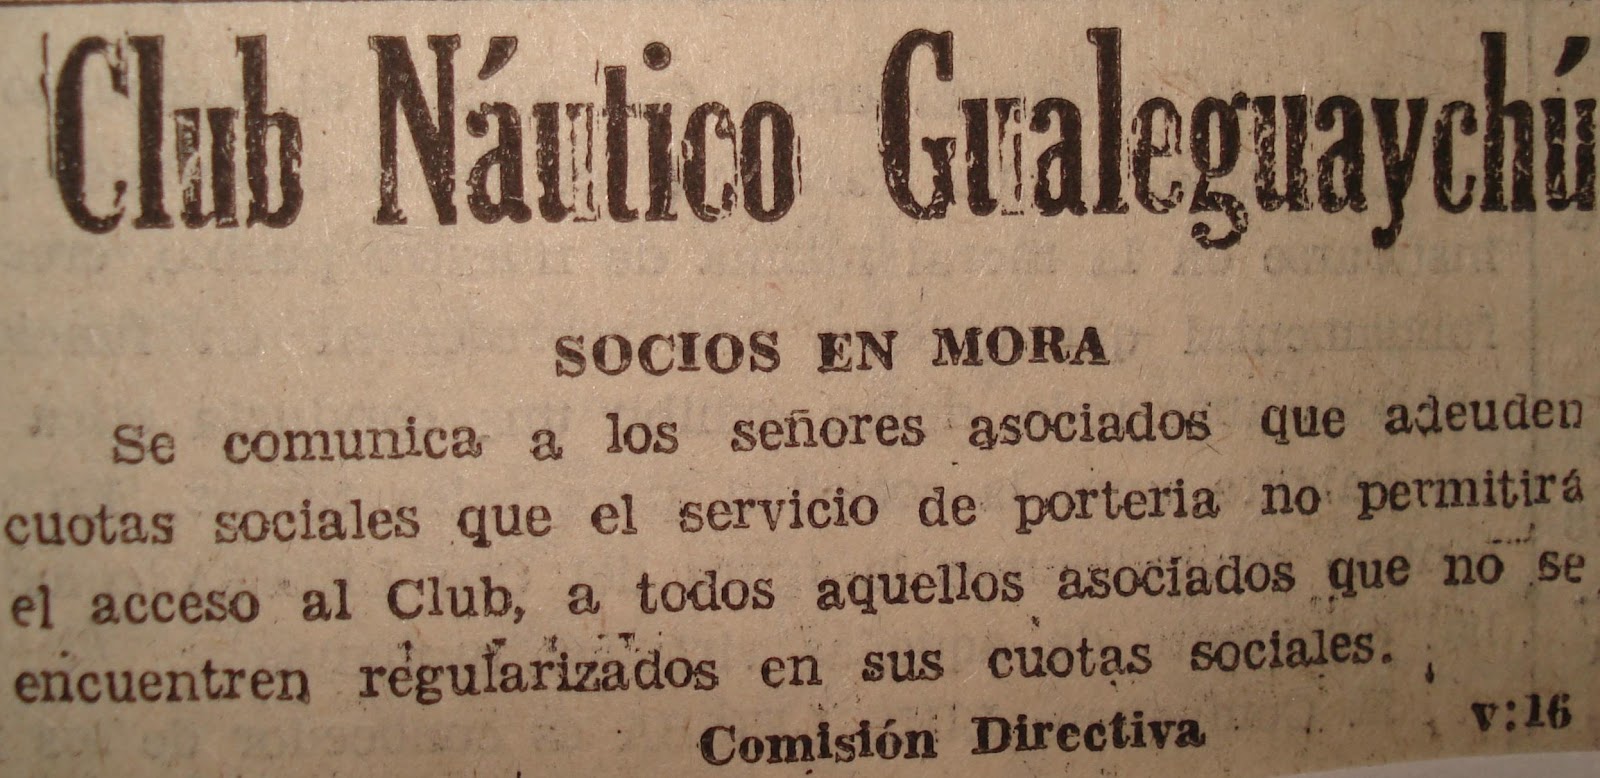 Club Náutico Gualeguaychú
SOCIOS EN MORA
Se comunica a los señores asociados que adeuden
cuotas sociales que el servicio de porteria no permitirá
el acceso al Club, a todos aquellos asociados que no se
encuentren regularizados en sus cuotas sociales.
Comisión Directiva
v:16